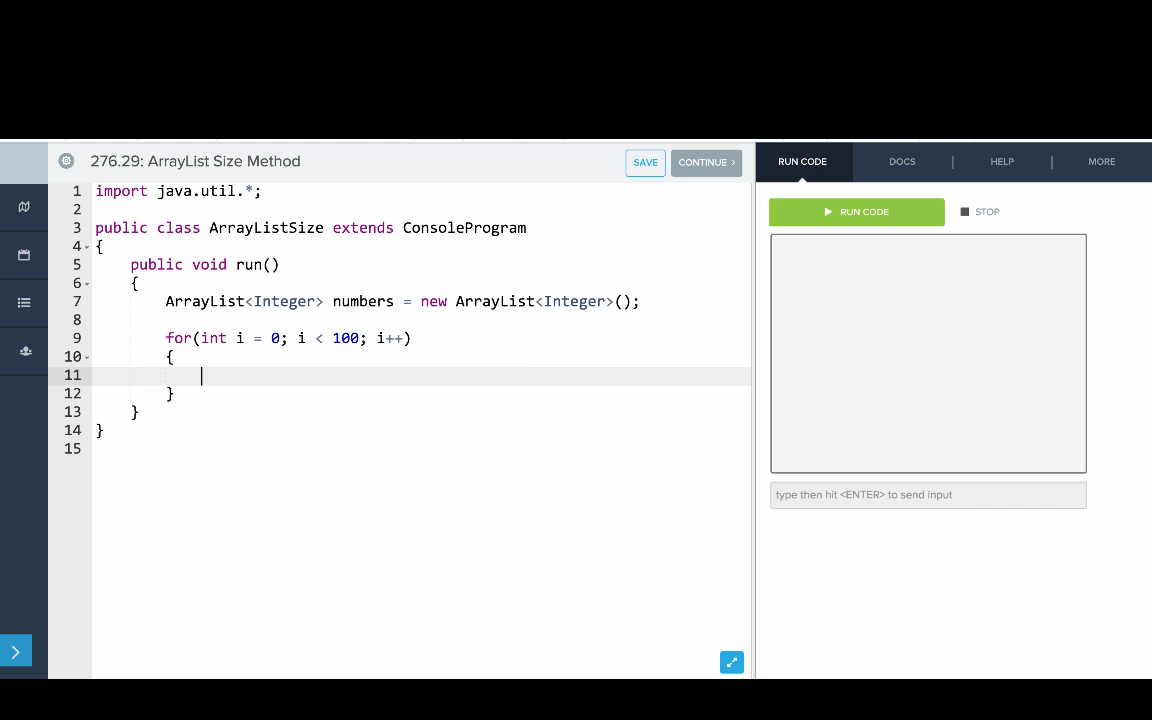 276.29: ArrayList Size Method
SAVE
CONTINUE >
RUN CODE
DOCS
HELP
MORE
RUN CODE
STOP
type then hit <ENTER> to send input
1 import java.util.*;
2
3 public class ArrayListSize extends ConsoleProgram
4 {
5     public void run()
6     {
7         ArrayList<Integer> numbers = new ArrayList<Integer>();
8
9         for(int i = 0; i < 100; i++)
10         {
11
12         }
13     }
14 }
15